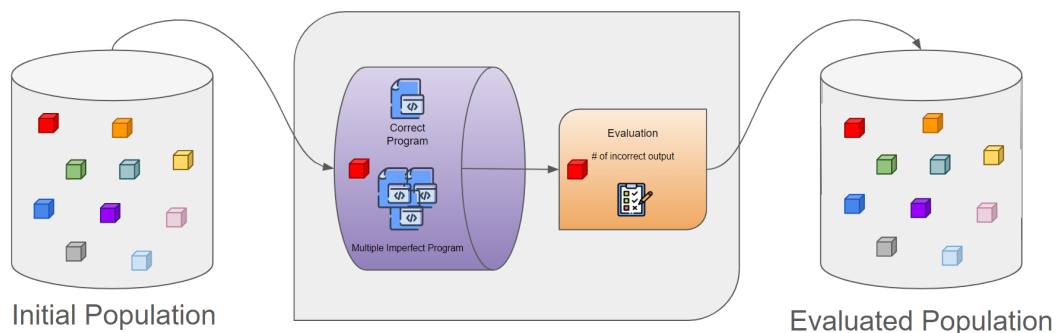 Initial Population
Correct
Program
Multiple Imperfect Program
Evaluation
# of incorrect output
Evaluated Population